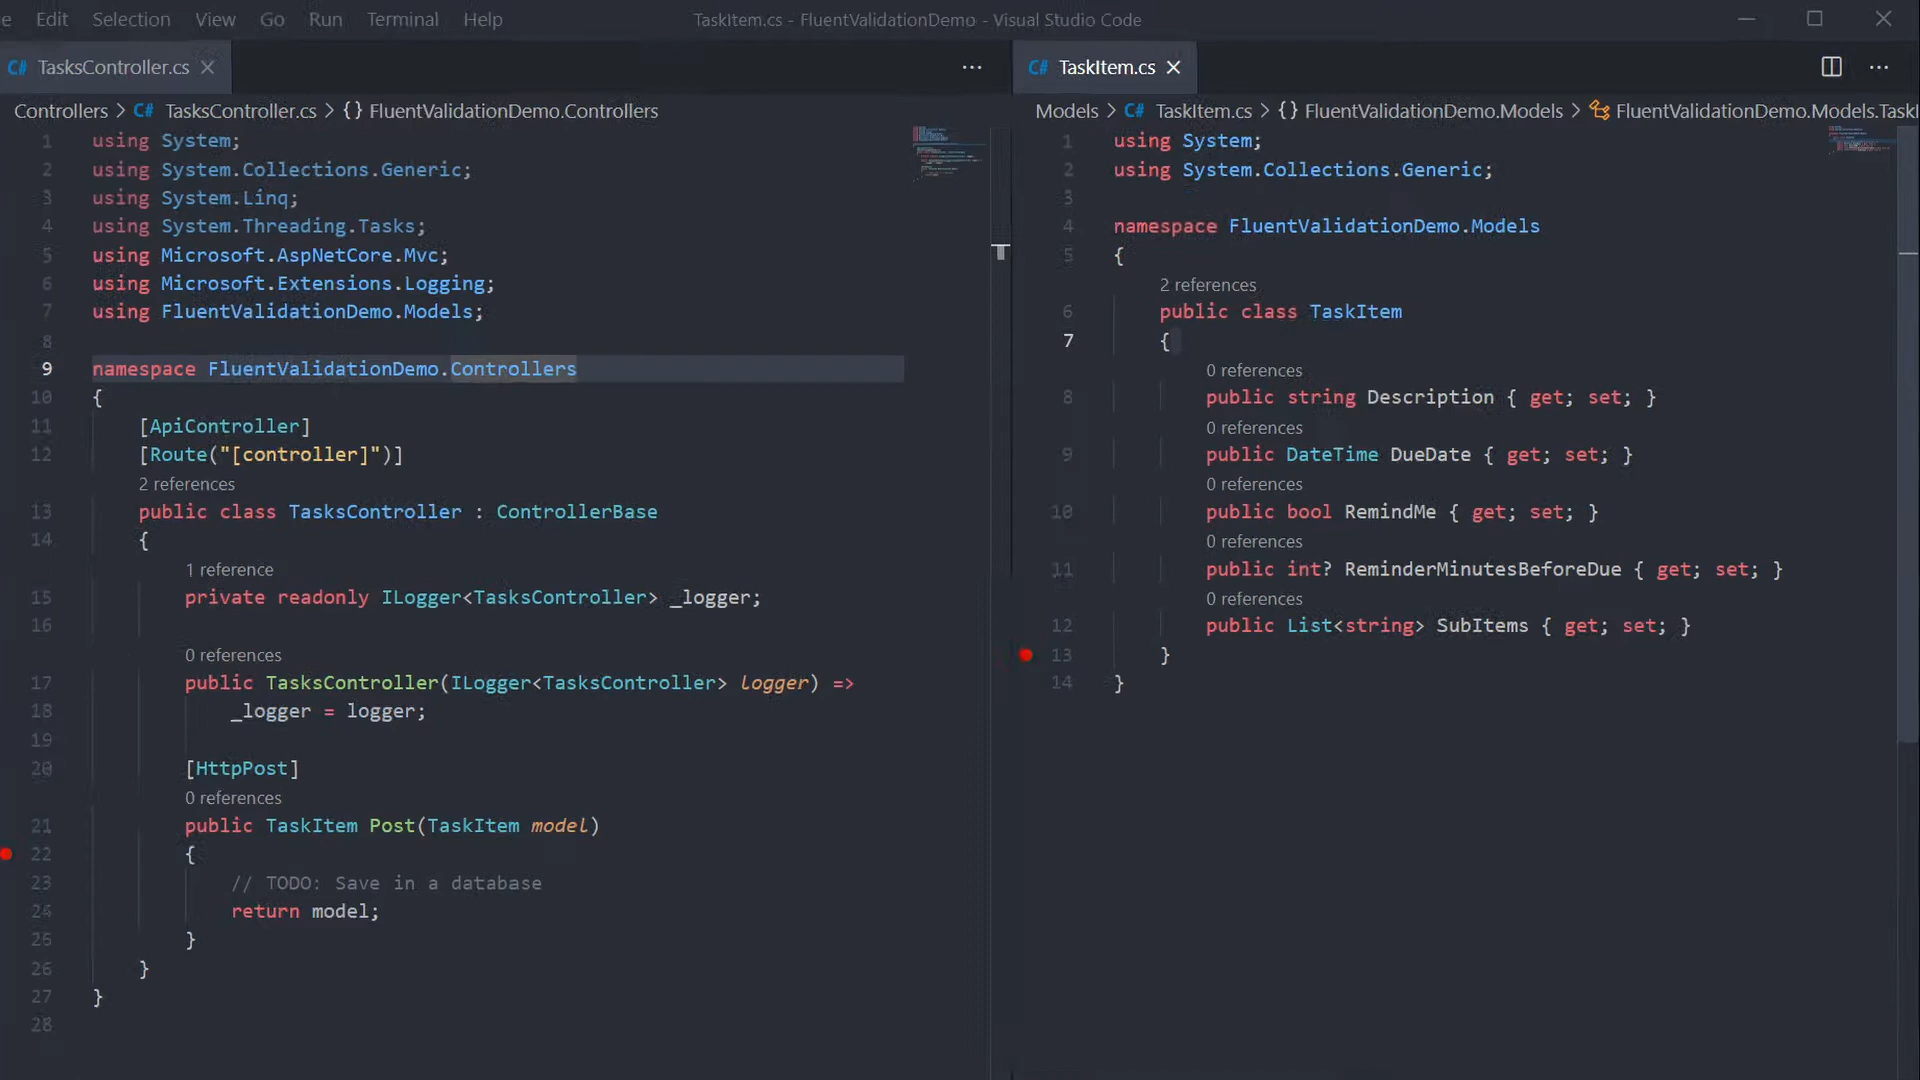 e Edit Selection View Go Run Terminal Help TaskItem.cs - FluentValidationDemo - Visual Studio Code
C# TasksController.cs
Controllers > C# TasksController.cs > {} FluentValidationDemo.Controllers
1 using System;
2 using System.Collections.Generic;
3 using System.Linq;
4 using System.Threading.Tasks;
5 using Microsoft.AspNetCore.Mvc;
6 using Microsoft.Extensions.Logging;
7 using FluentValidationDemo.Models;
8
9 namespace FluentValidationDemo.Controllers
10 {
11 [ApiController]
12 [Route("[controller]")]
2 references
13 public class TasksController : ControllerBase
14 {
1 reference
15 private readonly ILogger<TasksController> _logger;
16
0 references
17 public TasksController(ILogger<TasksController> logger) =>
18 _logger = logger;
19
20 [HttpPost]
0 references
21 public TaskItem Post(TaskItem model)
22 {
23 // TODO: Save in a database
24 return model;
25 }
26 }
27 }
28
C# TaskItem.cs
Models > C# TaskItem.cs > {} FluentValidationDemo.Models > FluentValidationDemo.Models.Taskl
1 using System;
2 using System.Collections.Generic;
3
4 namespace FluentValidationDemo.Models
5 {
2 references
6 public class TaskItem
7 {
0 references
8 public string Description { get; set; }
0 references
9 public DateTime DueDate { get; set; }
0 references
10 public bool RemindMe { get; set; }
0 references
11 public int? ReminderMinutesBeforeDue { get; set; }
0 references
12 public List<string> SubItems { get; set; }
13 }
14 }